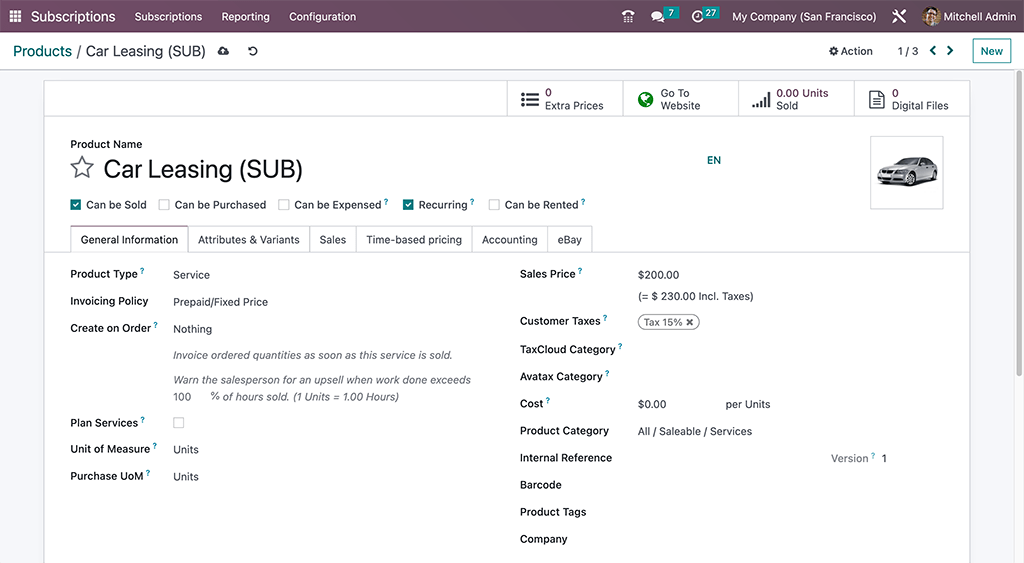 Subscriptions Subscriptions Reporting Configuration 7 27 My Company (San Francisco) Mitchell Admin
Products / Car Leasing (SUB) Action 1 / 3 New
0 Extra Prices
Go To Website
0.00 Units Sold
0 Digital Files
Product Name
Car Leasing (SUB) EN
Can be Sold Can be Purchased Can be Expensed ? Recurring ? Can be Rented ?
General Information Attributes & Variants Sales Time-based pricing Accounting eBay
Product Type ? Service
Invoicing Policy Prepaid/Fixed Price
Create on Order ? Nothing
Invoice ordered quantities as soon as this service is sold.
Warn the salesperson for an upsell when work done exceeds
100 % of hours sold. (1 Units = 1.00 Hours)
Plan Services ?
Unit of Measure ? Units
Purchase UoM ? Units
Sales Price ? $200.00
(= $ 230.00 Incl. Taxes)
Customer Taxes ? Tax 15% ✖
TaxCloud Category ?
Avatax Category ?
Cost ? $0.00 per Units
Product Category All / Saleable / Services
Internal Reference Version ? 1
Barcode
Product Tags
Company